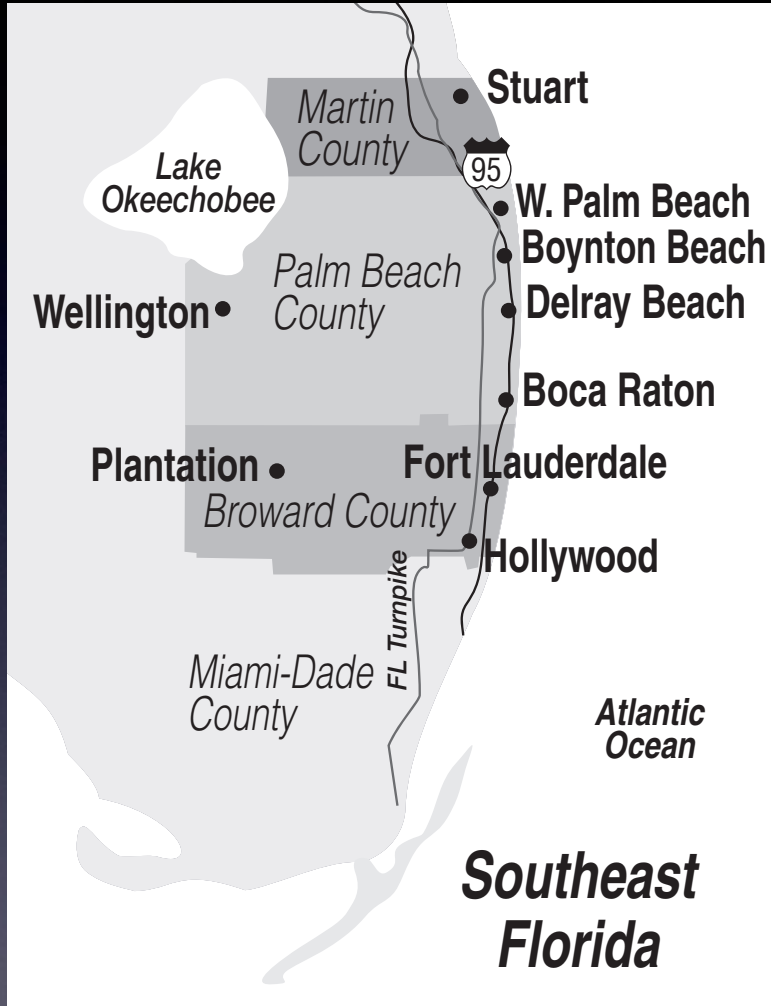 Stuart
Martin
County
95
Lake
Okeechobee
W. Palm Beach
Boynton Beach
Palm Beach
County
Wellington
Delray Beach
Boca Raton
Plantation
Fort Lauderdale
Broward County
Hollywood
FL Turnpike
Miami-Dade
County
Atlantic
Ocean
Southeast
Florida